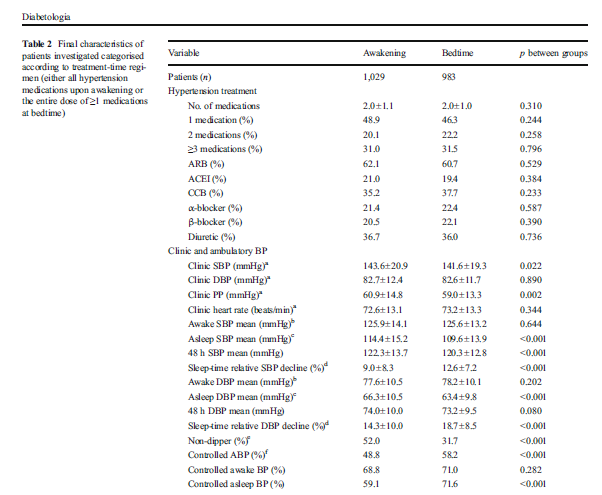 Diabetologia
Table 2 Final characteristics of
patients investigated categorised
according to treatment-time regi-
men (either all hypertension
medications upon awakening or
the entire dose of ≥1 medications
at bedtime)
Variable Awakening Bedtime p between groups
Patients (n) 1,029 983
Hypertension treatment
No. of medications 2.0±1.1 2.0±1.0 0.310
1 medication (%) 48.9 46.3 0.244
2 medications (%) 20.1 22.2 0.258
≥3 medications (%) 31.0 31.5 0.796
ARB (%) 62.1 60.7 0.529
ACEI (%) 21.0 19.4 0.384
CCB (%) 35.2 37.7 0.233
α-blocker (%) 21.4 22.4 0.587
β-blocker (%) 20.5 22.1 0.390
Diuretic (%) 36.7 36.0 0.736
Clinic and ambulatory BP
Clinic SBP (mmHg)a 143.6±20.9 141.6±19.3 0.022
Clinic DBP (mmHg)a 82.7±12.4 82.6±11.7 0.890
Clinic PP (mmHg)a 60.9±14.8 59.0±13.3 0.002
Clinic heart rate (beats/min)a 72.6±13.1 73.2±13.3 0.344
Awake SBP mean (mmHg)b 125.9±14.1 125.6±13.2 0.644
Asleep SBP mean (mmHg)c 114.4±15.2 109.6±13.9 <0.001
48 h SBP mean (mmHg) 122.3±13.7 120.3±12.8 <0.001
Sleep-time relative SBP decline (%)d 9.0±8.3 12.6±7.2 <0.001
Awake DBP mean (mmHg)b 77.6±10.5 78.2±10.1 0.202
Asleep DBP mean (mmHg)c 66.3±10.5 63.4±9.8 <0.001
48 h DBP mean (mmHg) 74.0±10.0 73.2±9.5 0.080
Sleep-time relative DBP decline (%)d 14.3±10.0 18.7±8.5 <0.001
Non-dipper (%)e 52.0 31.7 <0.001
Controlled ABP (%)f 48.8 58.2 <0.001
Controlled awake BP (%) 68.8 71.0 0.282
Controlled asleep BP (%) 59.1 71.6 <0.001